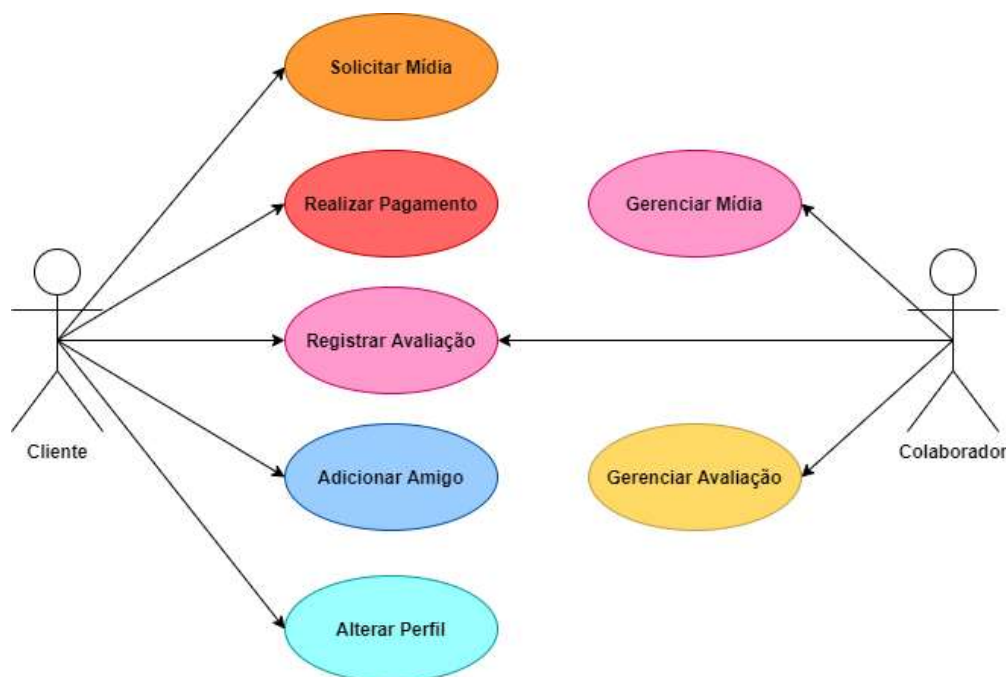 Solicitar Mídia
Realizar Pagamento
Gerenciar Mídia
Registrar Avaliação
Cliente
Colaborador
Adicionar Amigo
Gerenciar Avaliação
Alterar Perfil